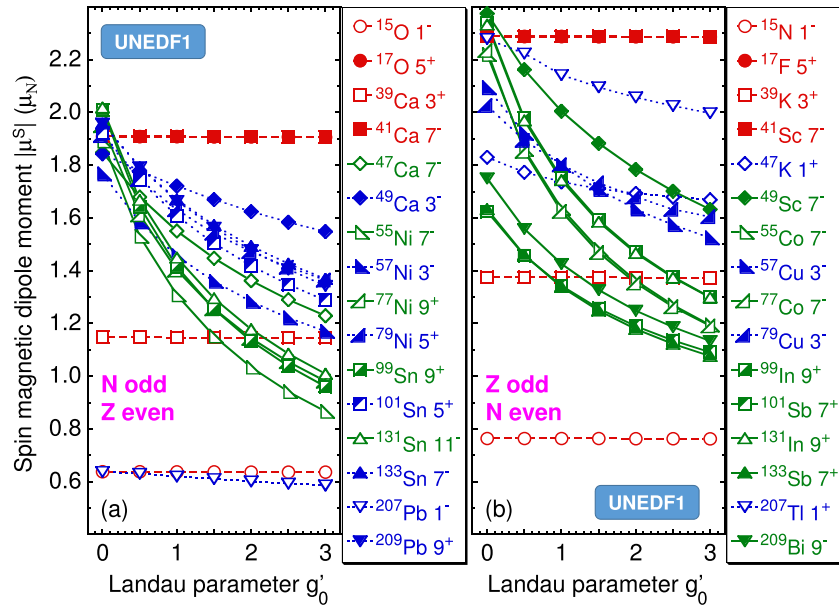 Spin magnetic dipole moment |μ^S| (μ_N)
2.2
2.0
1.8
1.6
1.4
1.2
1.0
0.8
0.6
UNEDF1
N odd
Z even
(a)
0 1 2 3
Landau parameter g'_0
¹⁵O 1⁻
¹⁷O 5⁺
³⁹Ca 3⁺
⁴¹Ca 7⁻
⁴⁷Ca 7⁻
⁴⁹Ca 3⁻
⁵⁵Ni 7⁻
⁵⁷Ni 3⁻
⁷⁷Ni 9⁺
⁷⁹Ni 5⁺
⁹⁹Sn 9⁺
¹⁰¹Sn 5⁺
¹³¹Sn 11⁻
¹³³Sn 7⁻
²⁰⁷Pb 1⁻
²⁰⁹Pb 9⁺
Z odd
N even
(b)
UNEDF1
0 1 2 3
Landau parameter g'_0
¹⁵N 1⁻
¹⁷F 5⁺
³⁹K 3⁺
⁴¹Sc 7⁻
⁴⁷K 1⁺
⁴⁹Sc 7⁻
⁵⁵Co 7⁻
⁵⁷Cu 3⁻
⁷⁷Co 7⁻
⁷⁹Cu 3⁻
⁹⁹In 9⁺
¹⁰¹Sb 7⁺
¹³¹In 9⁺
¹³³Sb 7⁺
²⁰⁷Tl 1⁺
²⁰⁹Bi 9⁻